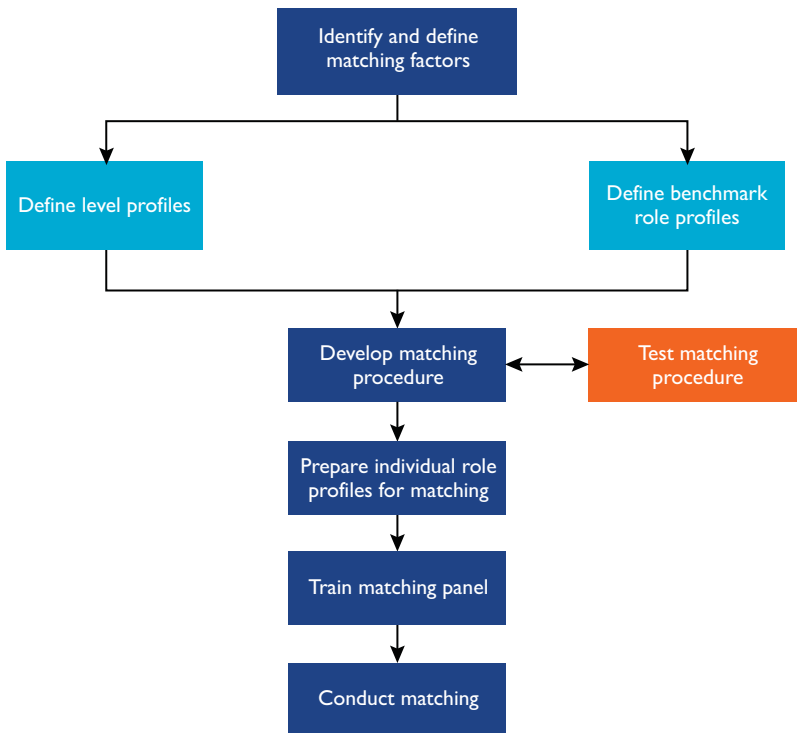 Identify and define
matching factors
Define level profiles
Define benchmark
role profiles
Develop matching
procedure
Test matching
procedure
Prepare individual role
profiles for matching
Train matching panel
Conduct matching